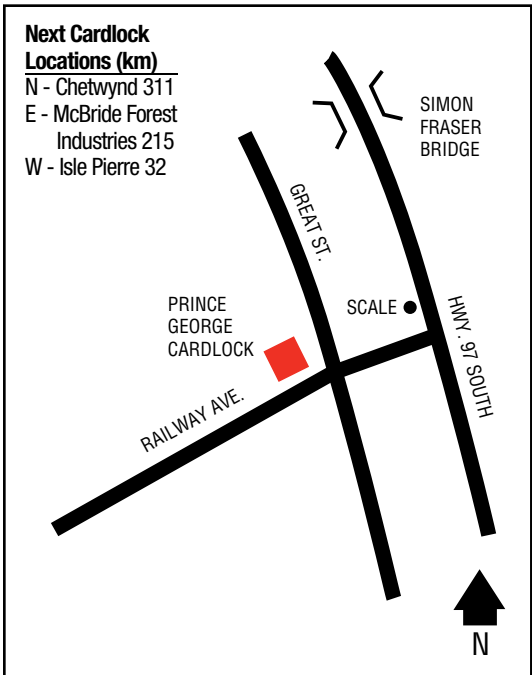 Next Cardlock
Locations (km)
N - Chetwynd 311
E - McBride Forest
Industries 215
W - Isle Pierre 32
SIMON
FRASER
BRIDGE
GREAT ST.
SCALE
PRINCE
GEORGE
CARDLOCK
HWY. 97 SOUTH
RAILWAY AVE.
N